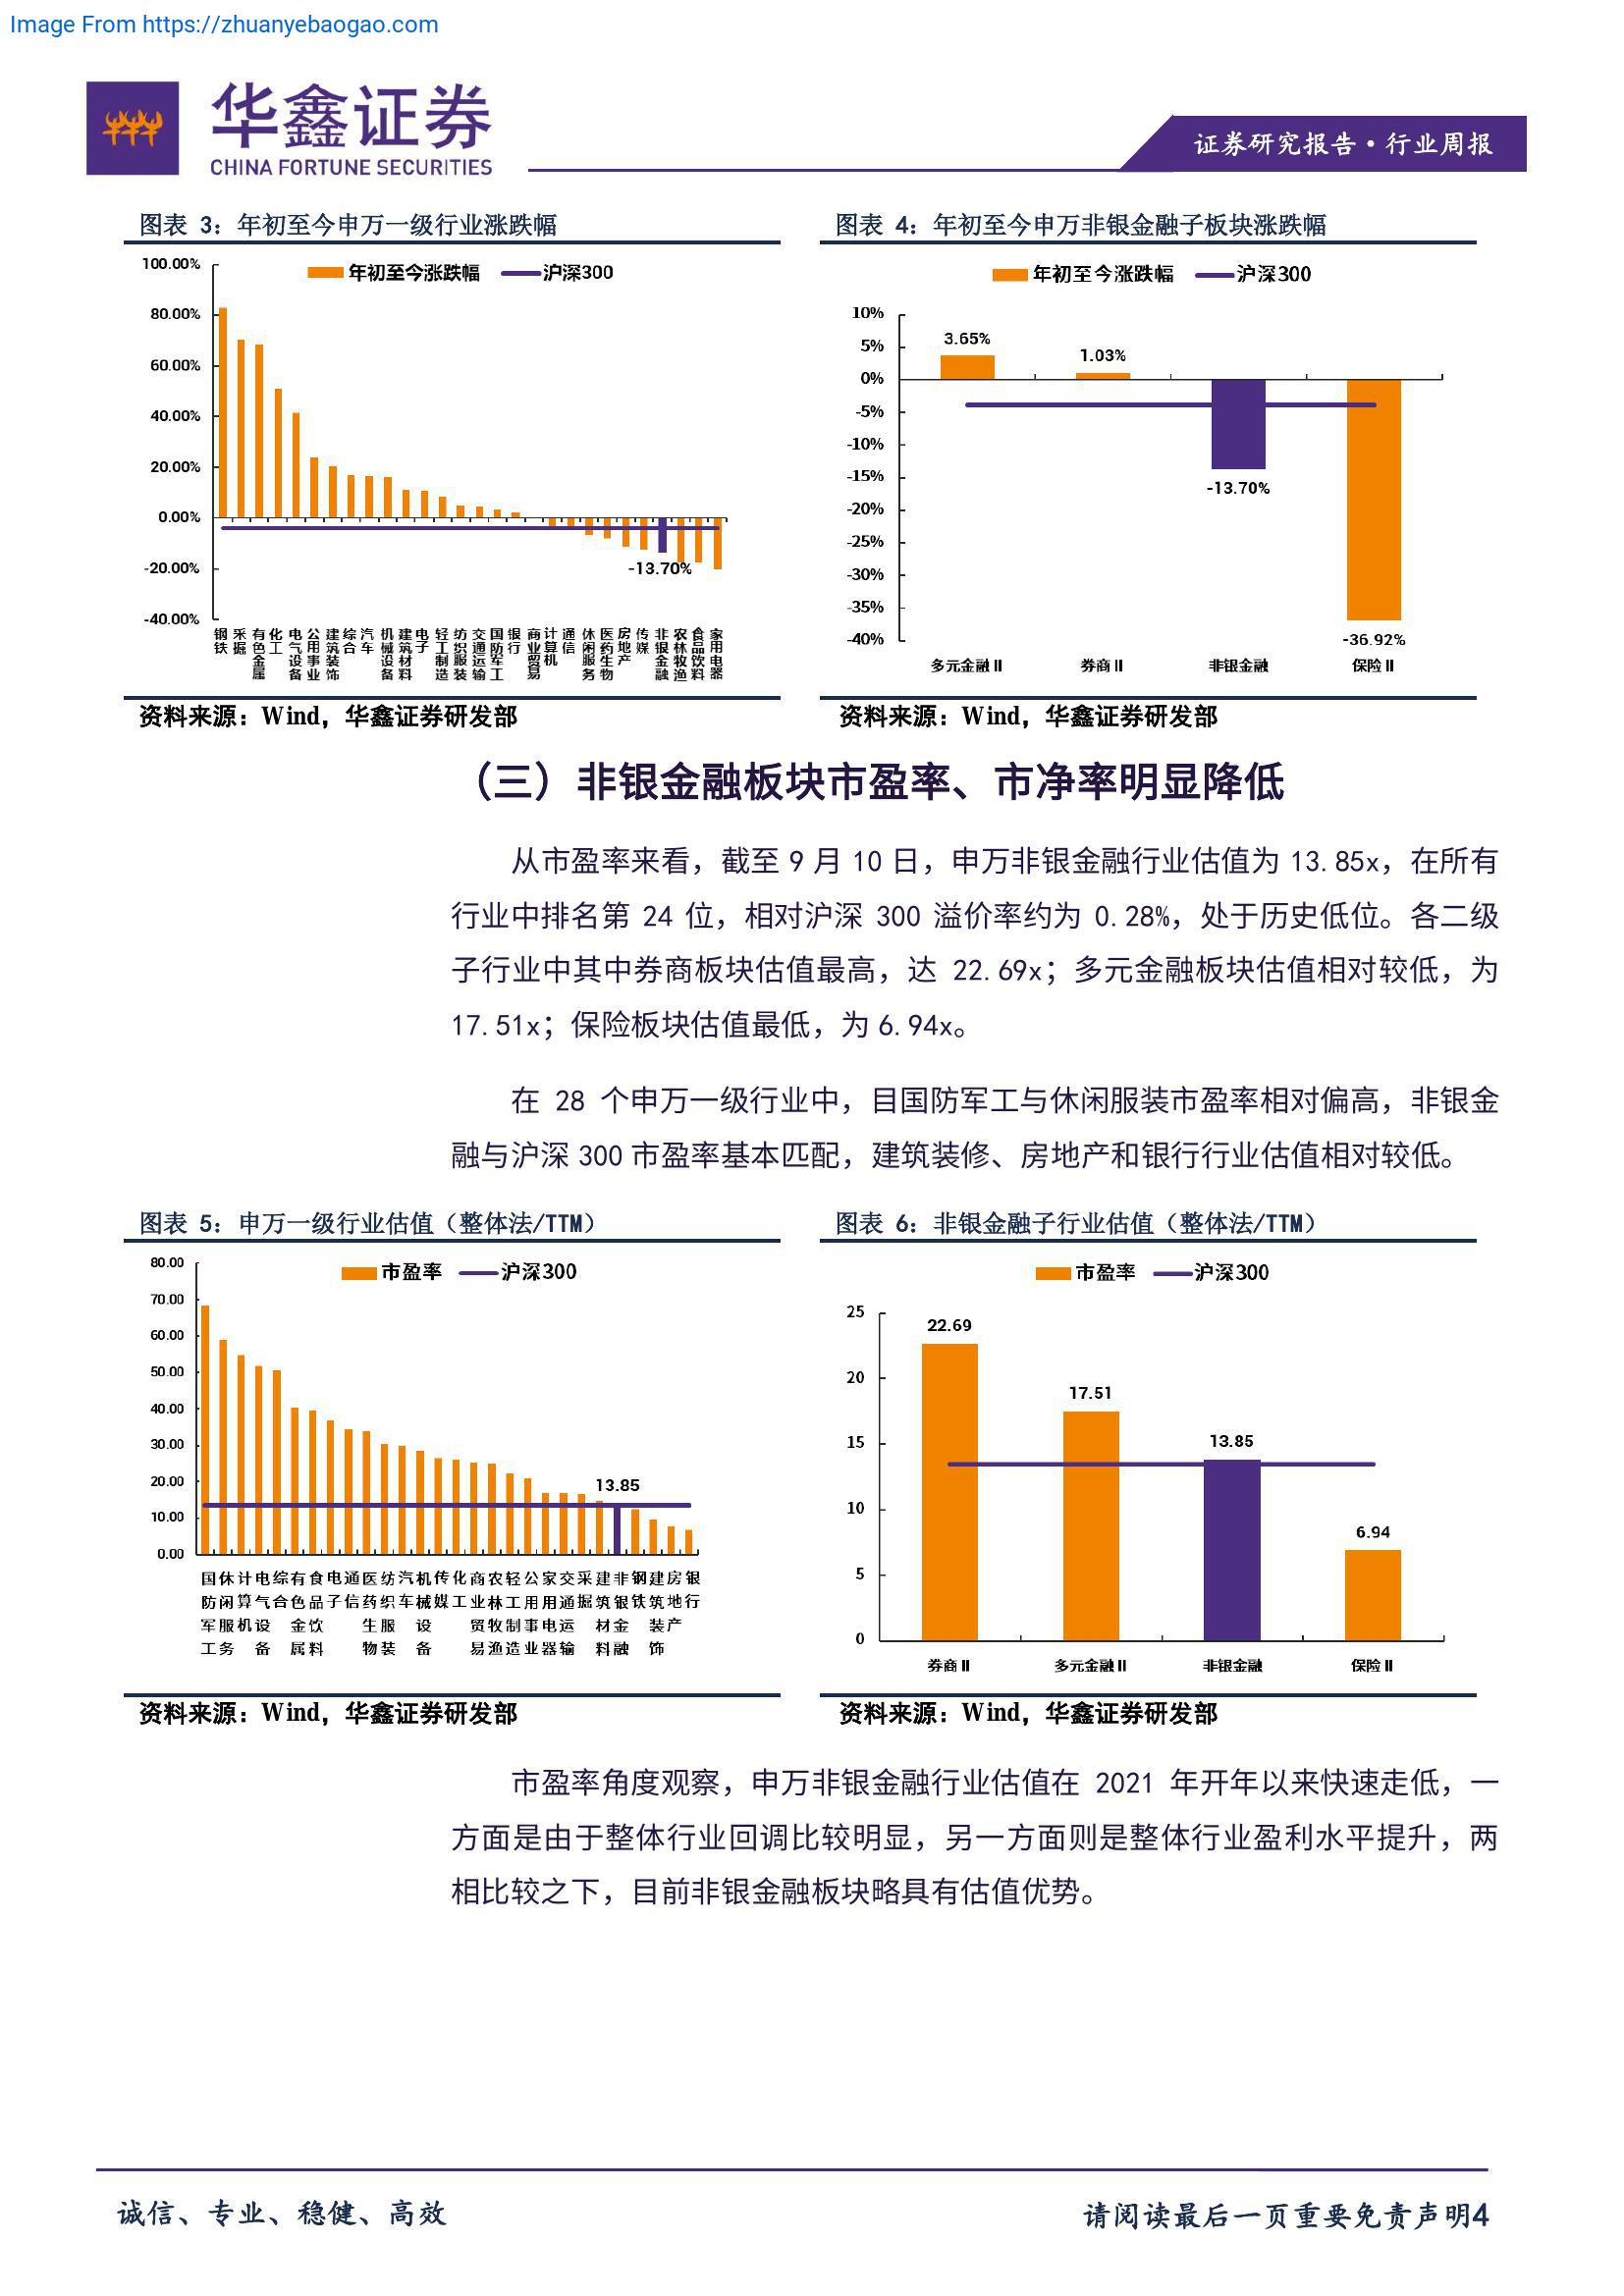 Image From https://zhuanyebaogao.com
华鑫证券
CHINA FORTUNE SECURITIES
证券研究报告·行业周报
图表 3：年初至今申万一级行业涨跌幅
年初至今涨跌幅 沪深300
100.00%
80.00%
60.00%
40.00%
20.00%
0.00%
-20.00%
-40.00%
-13.70%
钢铁 采掘 有色金属 化工 电气设备 公用事业 建筑装饰 综合 汽车 机械设备 建筑材料 电子 轻工制造 纺织服装 交通运输 国防军工 银行 商业贸易 计算机 通信 休闲服务 医药生物 房地产 传媒 非银金融 农林牧渔 食品饮料 家用电器
资料来源：Wind，华鑫证券研发部
图表 4：年初至今申万非银金融子板块涨跌幅
年初至今涨跌幅 沪深300
10%
5%
0%
-5%
-10%
-15%
-20%
-25%
-30%
-35%
-40%
3.65%
1.03%
-13.70%
-36.92%
多元金融Ⅱ 券商Ⅱ 非银金融 保险Ⅱ
资料来源：Wind，华鑫证券研发部
（三）非银金融板块市盈率、市净率明显降低
从市盈率来看，截至 9 月 10 日，申万非银金融行业估值为 13.85x，在所有
行业中排名第 24 位，相对沪深 300 溢价率约为 0.28%，处于历史低位。各二级
子行业中其中券商板块估值最高，达 22.69x；多元金融板块估值相对较低，为
17.51x；保险板块估值最低，为 6.94x。
在 28 个申万一级行业中，目国防军工与休闲服装市盈率相对偏高，非银金
融与沪深 300 市盈率基本匹配，建筑装修、房地产和银行行业估值相对较低。
图表 5：申万一级行业估值（整体法/TTM）
市盈率 沪深300
80.00
70.00
60.00
50.00
40.00
30.00
20.00
10.00
0.00
13.85
国防军工 休闲服务 计算机 电气设备 综合 有色金属 食品饮料 电子 通信 医药生物 纺织服装 汽车 机械设备 传媒 化工 商业贸易 农林牧渔 轻工制造 公用事业 家用电器 交通运输 采掘 建筑材料 非银金融 钢铁 建筑装饰 房地产 银行
资料来源：Wind，华鑫证券研发部
图表 6：非银金融子行业估值（整体法/TTM）
市盈率 沪深300
25
20
15
10
5
0
22.69
17.51
13.85
6.94
券商Ⅱ 多元金融Ⅱ 非银金融 保险Ⅱ
资料来源：Wind，华鑫证券研发部
市盈率角度观察，申万非银金融行业估值在 2021 年开年以来快速走低，一
方面是由于整体行业回调比较明显，另一方面则是整体行业盈利水平提升，两
相比较之下，目前非银金融板块略具有估值优势。
诚信、专业、稳健、高效
请阅读最后一页重要免责声明4